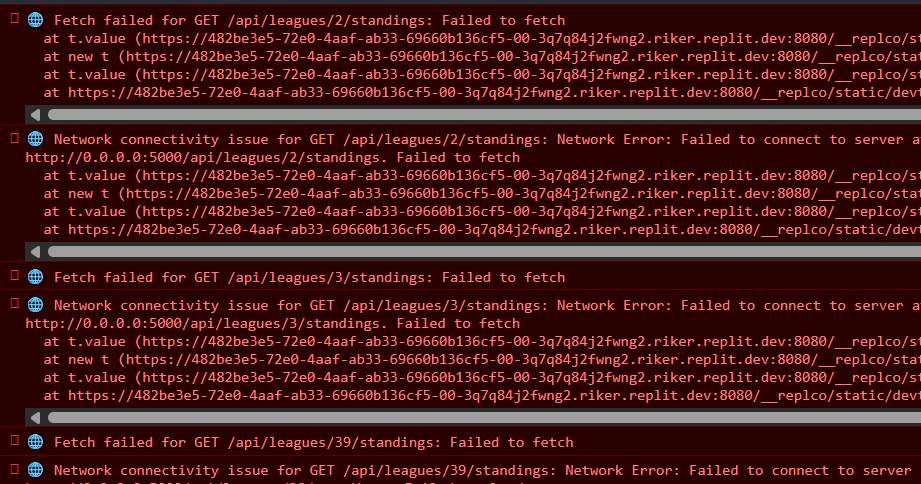 🌐 Fetch failed for GET /api/leagues/2/standings: Failed to fetch
at t.value (https://482be3e5-72e0-4aaf-ab33-69660b136cf5-00-3q7q84j2fwng2.riker.replit.dev:8080/__replco/st
at new t (https://482be3e5-72e0-4aaf-ab33-69660b136cf5-00-3q7q84j2fwng2.riker.replit.dev:8080/__replco/stat
at t.value (https://482be3e5-72e0-4aaf-ab33-69660b136cf5-00-3q7q84j2fwng2.riker.replit.dev:8080/__replco/st
at https://482be3e5-72e0-4aaf-ab33-69660b136cf5-00-3q7q84j2fwng2.riker.replit.dev:8080/__replco/static/devt
🌐 Network connectivity issue for GET /api/leagues/2/standings: Network Error: Failed to connect to server a
http://0.0.0.0:5000/api/leagues/2/standings. Failed to fetch
at t.value (https://482be3e5-72e0-4aaf-ab33-69660b136cf5-00-3q7q84j2fwng2.riker.replit.dev:8080/__replco/st
at new t (https://482be3e5-72e0-4aaf-ab33-69660b136cf5-00-3q7q84j2fwng2.riker.replit.dev:8080/__replco/stat
at t.value (https://482be3e5-72e0-4aaf-ab33-69660b136cf5-00-3q7q84j2fwng2.riker.replit.dev:8080/__replco/st
at https://482be3e5-72e0-4aaf-ab33-69660b136cf5-00-3q7q84j2fwng2.riker.replit.dev:8080/__replco/static/devt
🌐 Fetch failed for GET /api/leagues/3/standings: Failed to fetch
🌐 Network connectivity issue for GET /api/leagues/3/standings: Network Error: Failed to connect to server a
http://0.0.0.0:5000/api/leagues/3/standings. Failed to fetch
at t.value (https://482be3e5-72e0-4aaf-ab33-69660b136cf5-00-3q7q84j2fwng2.riker.replit.dev:8080/__replco/st
at new t (https://482be3e5-72e0-4aaf-ab33-69660b136cf5-00-3q7q84j2fwng2.riker.replit.dev:8080/__replco/stat
at t.value (https://482be3e5-72e0-4aaf-ab33-69660b136cf5-00-3q7q84j2fwng2.riker.replit.dev:8080/__replco/st
at https://482be3e5-72e0-4aaf-ab33-69660b136cf5-00-3q7q84j2fwng2.riker.replit.dev:8080/__replco/static/devt
🌐 Fetch failed for GET /api/leagues/39/standings: Failed to fetch
🌐 Network connectivity issue for GET /api/leagues/39/standings: Network Error: Failed to connect to server